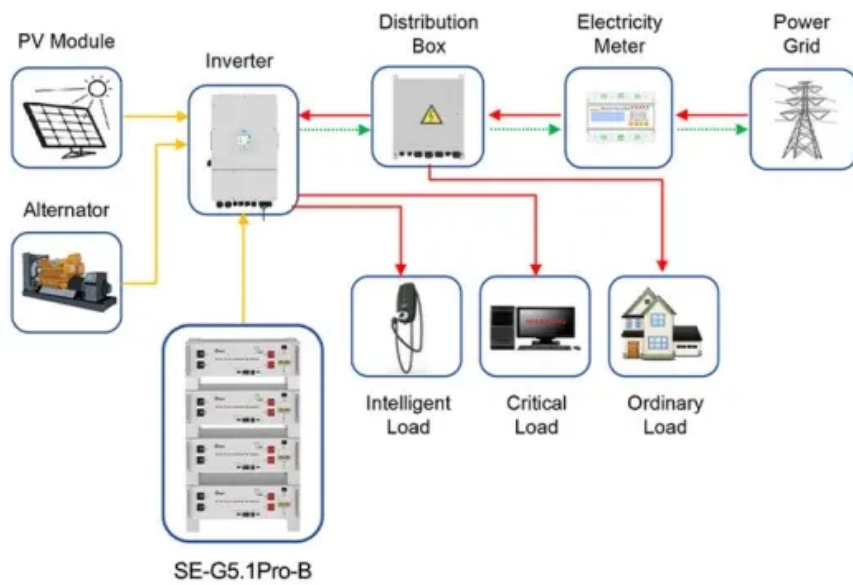 PV Module
Inverter
Distribution
Box
Electricity
Meter
Power
Grid
Alternator
Intelligent
Load
Critical
Load
Ordinary
Load
SE-G5.1Pro-B